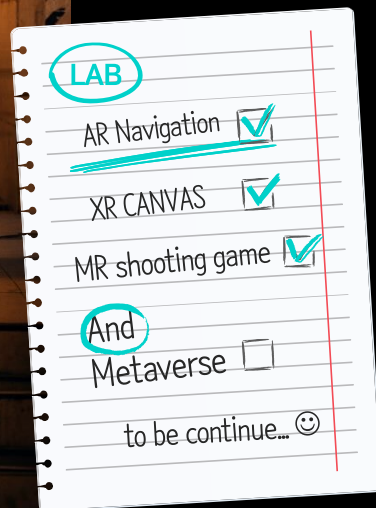 LAB
AR Navigation
XR CANVAS
MR shooting game
And
Metaverse
to be continue...